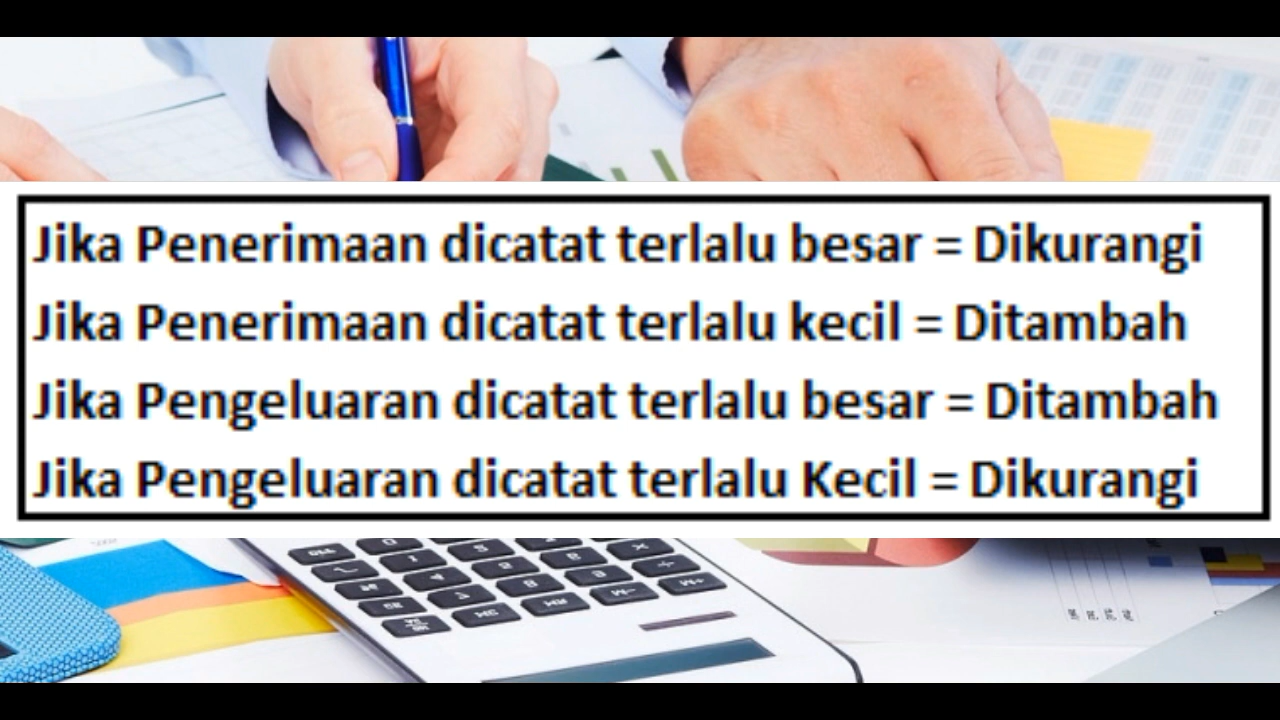 Jika Penerimaan dicatat terlalu besar = Dikurangi
Jika Penerimaan dicatat terlalu kecil = Ditambah
Jika Pengeluaran dicatat terlalu besar = Ditambah
Jika Pengeluaran dicatat terlalu Kecil = Dikurangi